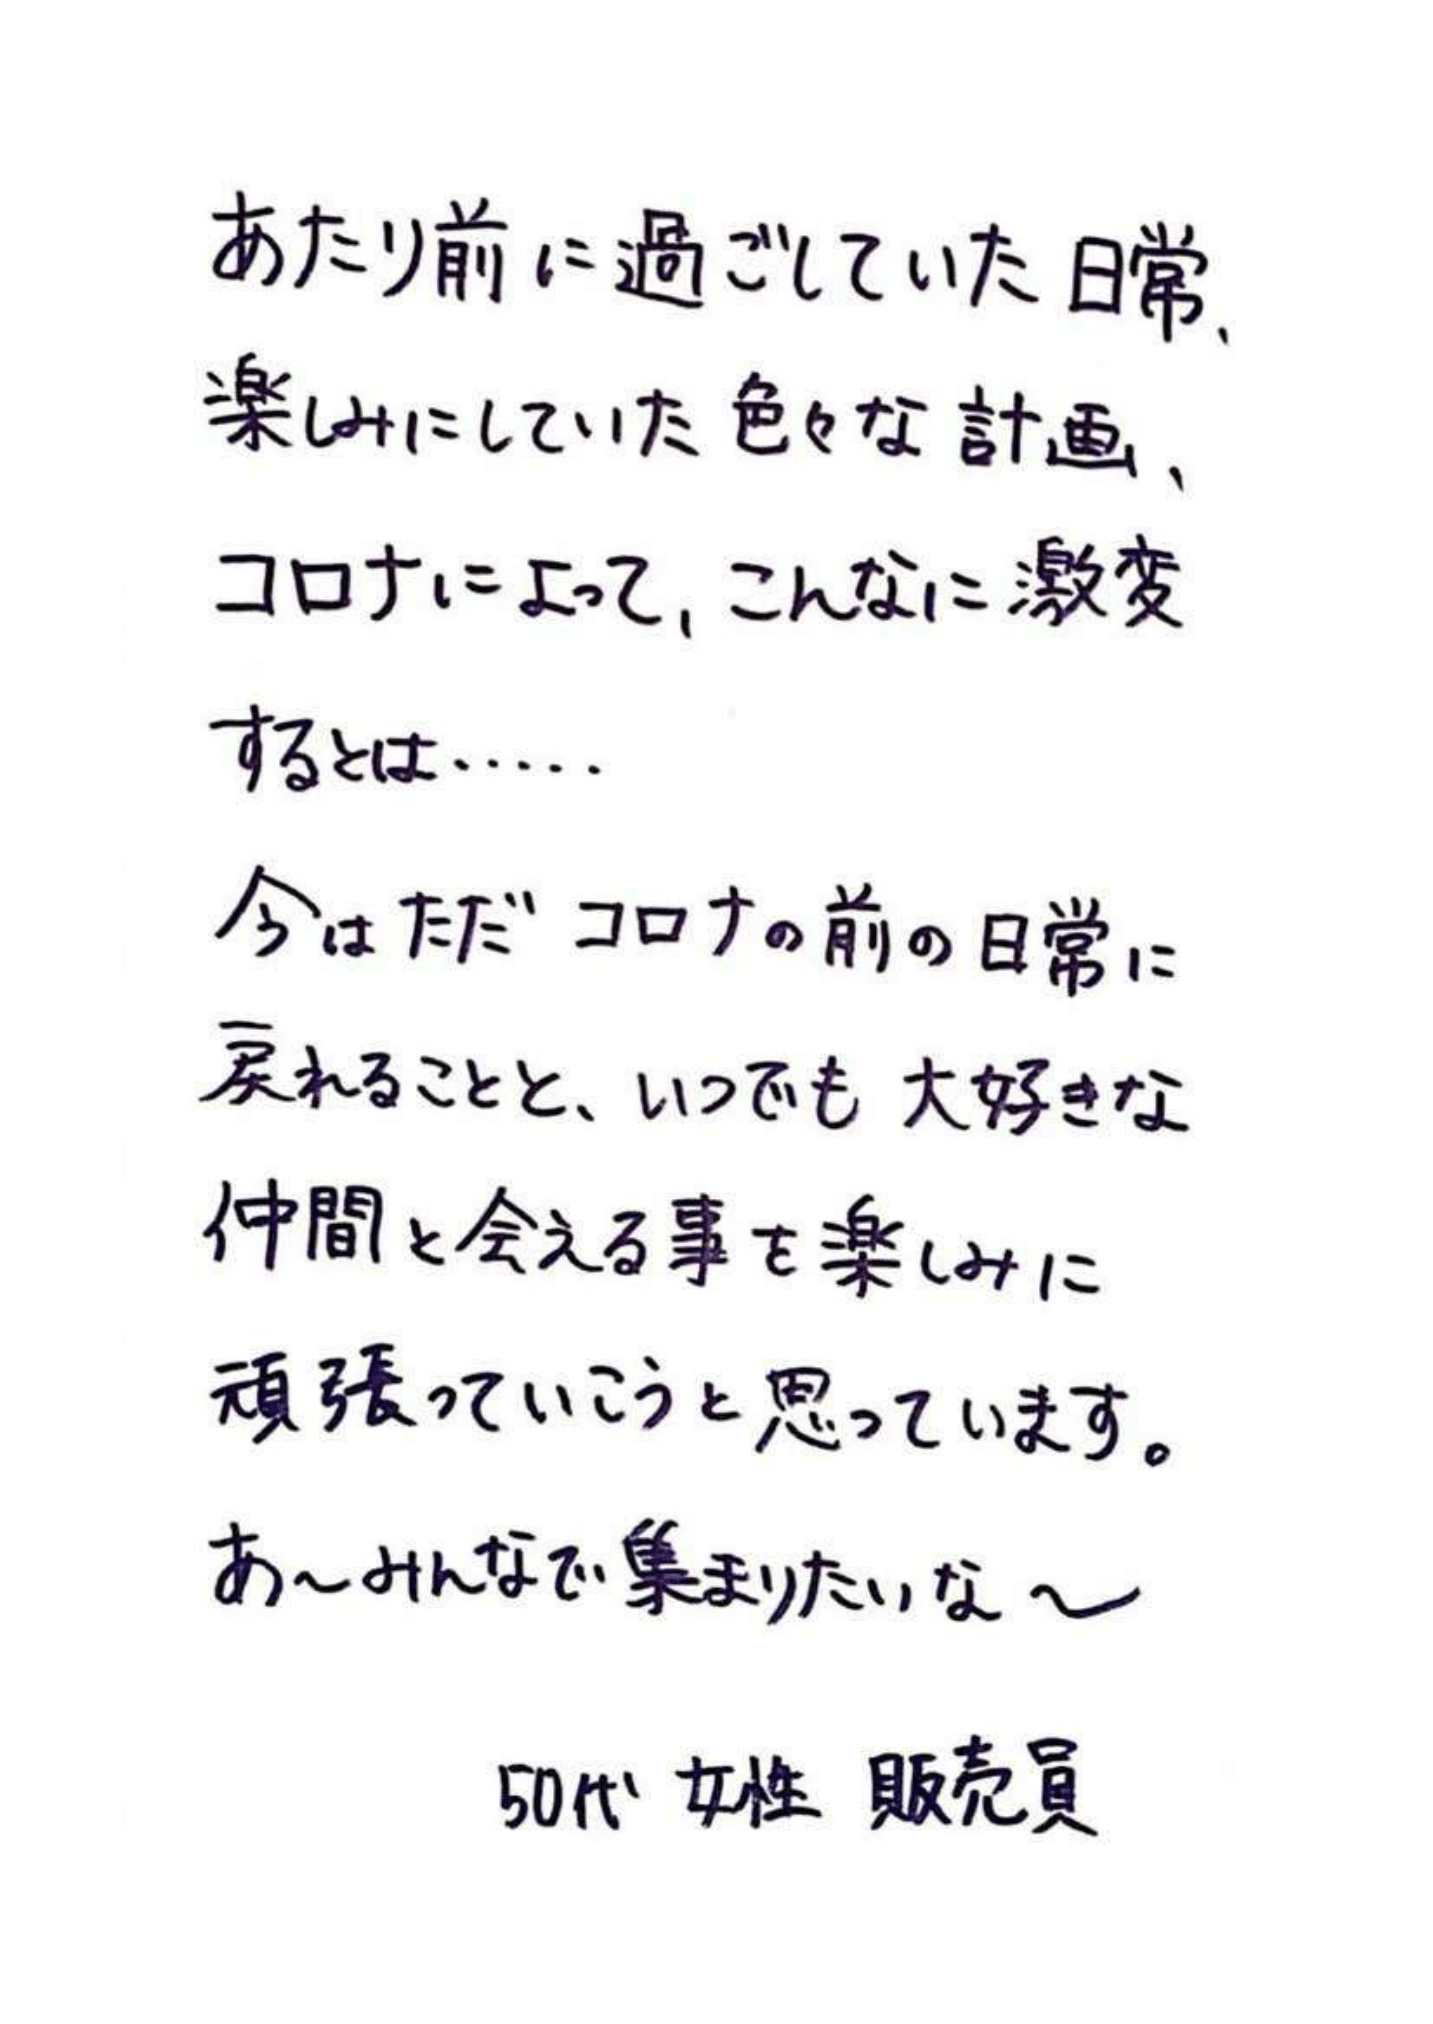 あたり前に過ごしていた日常、
楽しみにしていた色々な計画、
コロナによって、こんなに激変
するとは……
今はただコロナの前の日常に
戻れることと、いつでも大好きな
仲間と会える事を楽しみに
頑張っていこうと思っています。
あ〜みんなで集まりたいな〜
50代 女性 販売員